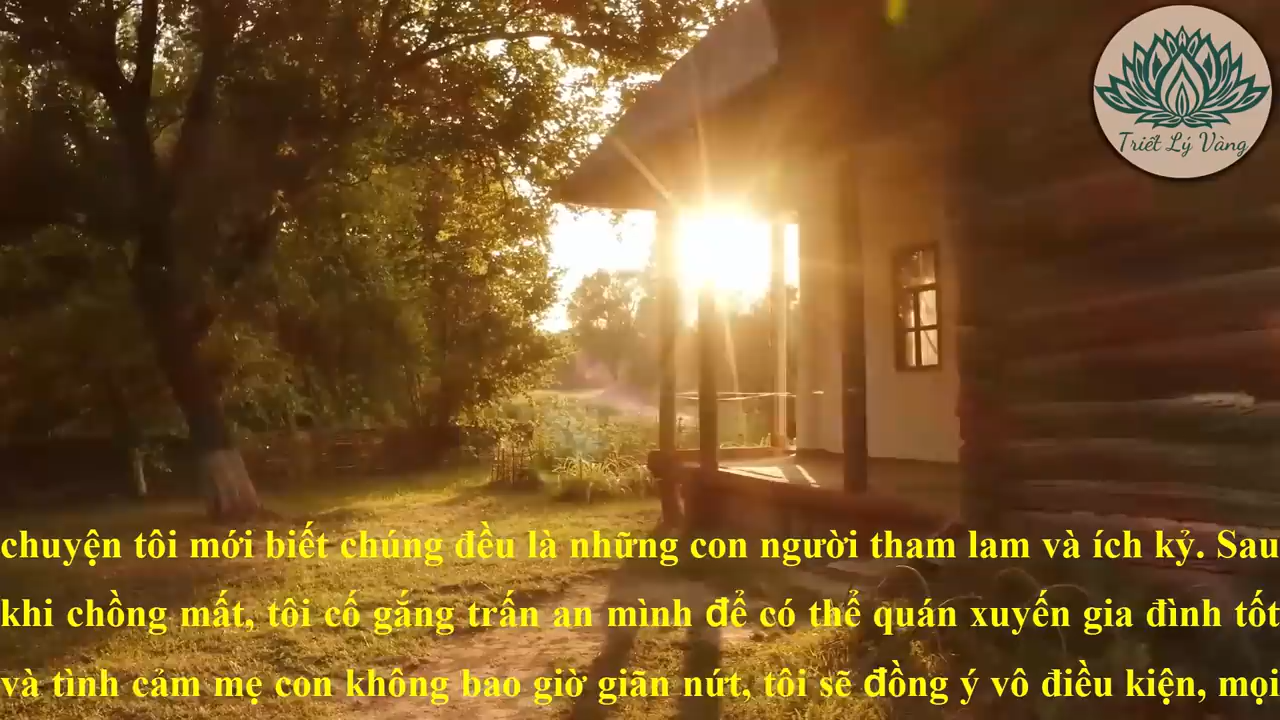 Triết Lý Vàng
chuyện tôi mới biết chúng đều là những con người tham lam và ích kỷ. Sau
khi chồng mất, tôi cố gắng trấn an mình để có thể quán xuyến gia đình tốt
và tình cảm mẹ con không bao giờ giãn nứt, tôi sẽ đồng ý vô điều kiện, mọi